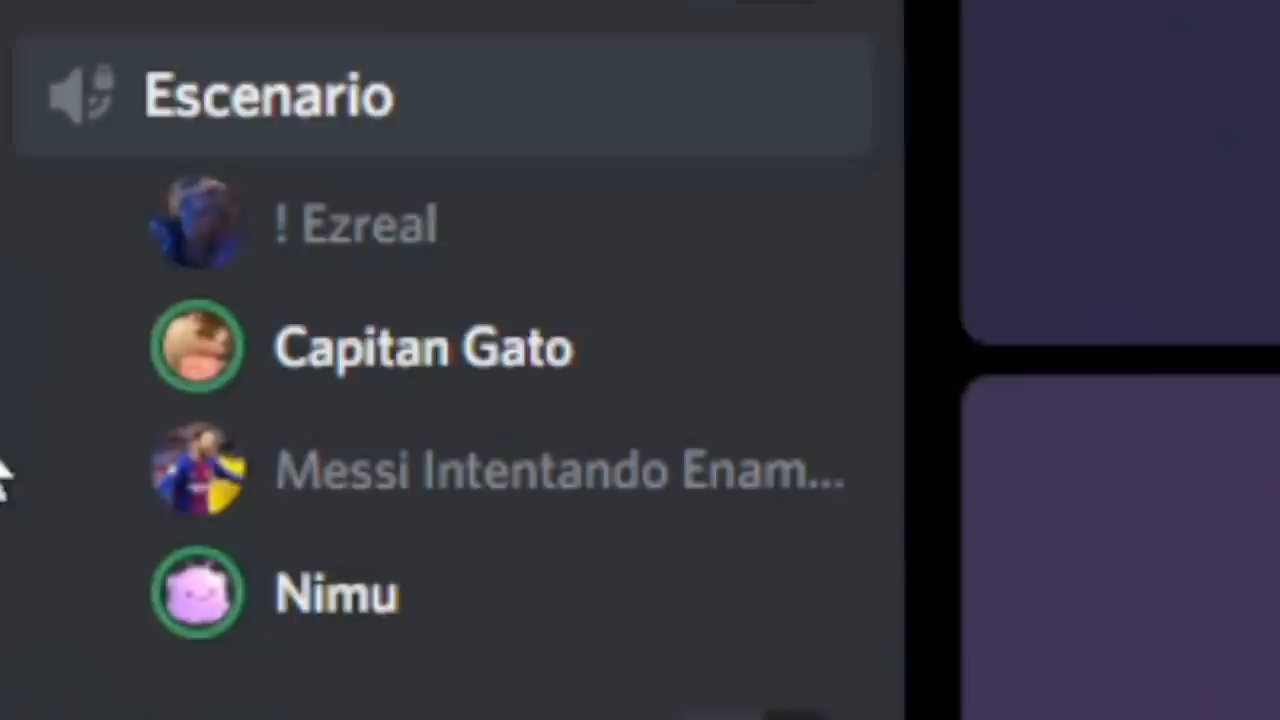 Escenario
! Ezreal
Capitan Gato
Messi Intentando Enam...
Nimu